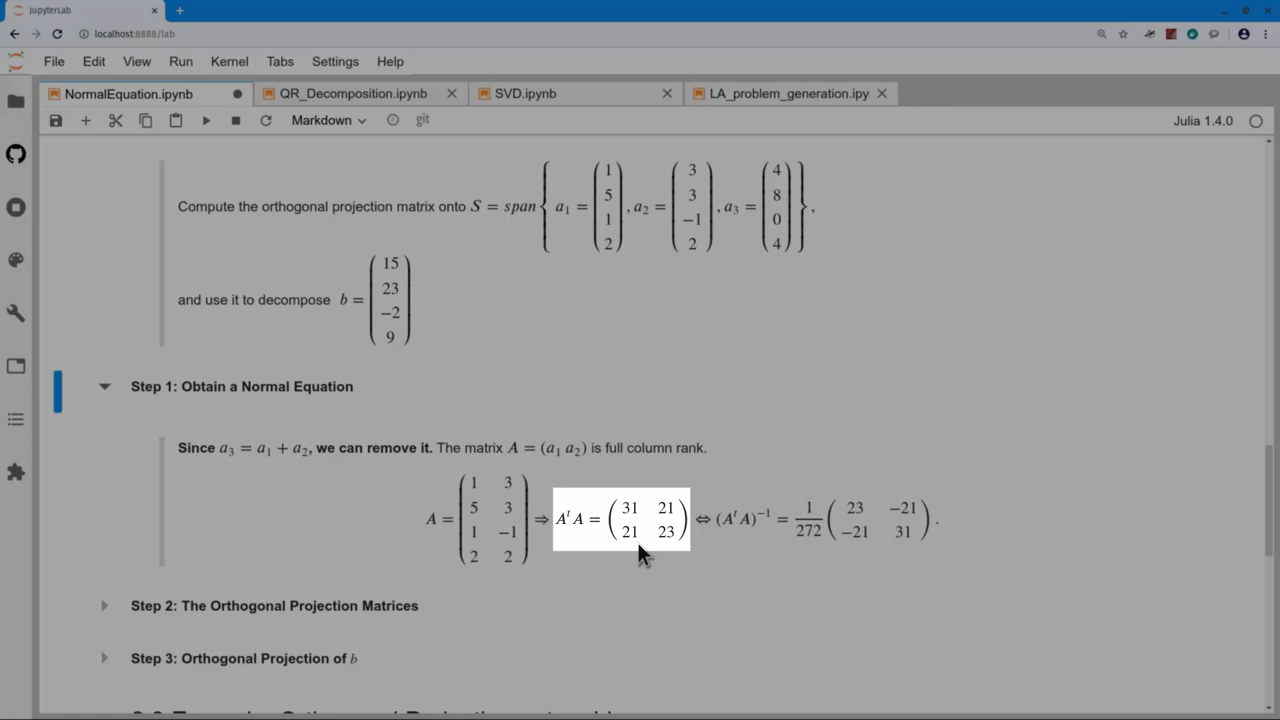 JupyterLab
localhost:8888/lab
File Edit View Run Kernel Tabs Settings Help
NormalEquation.ipynb QR_Decomposition.ipynb SVD.ipynb LA_problem_generation.ipy
Markdown git Julia 1.4.0
Compute the orthogonal projection matrix onto S = span { a₁ = ( 1 5 1 2 ), a₂ = ( 3 3 −1 2 ), a₃ = ( 4 8 0 4 ) },
and use it to decompose b = ( 15 23 −2 9 )
Step 1: Obtain a Normal Equation
Since a₃ = a₁ + a₂, we can remove it. The matrix A = (a₁ a₂) is full column rank.
A = ( 1 3 5 3 1 −1 2 2 ) ⇒ AᵗA = ( 31 21 21 23 ) ⇔ (AᵗA)⁻¹ = 1/272 ( 23 −21 −21 31 ) .
Step 2: The Orthogonal Projection Matrices
Step 3: Orthogonal Projection of b